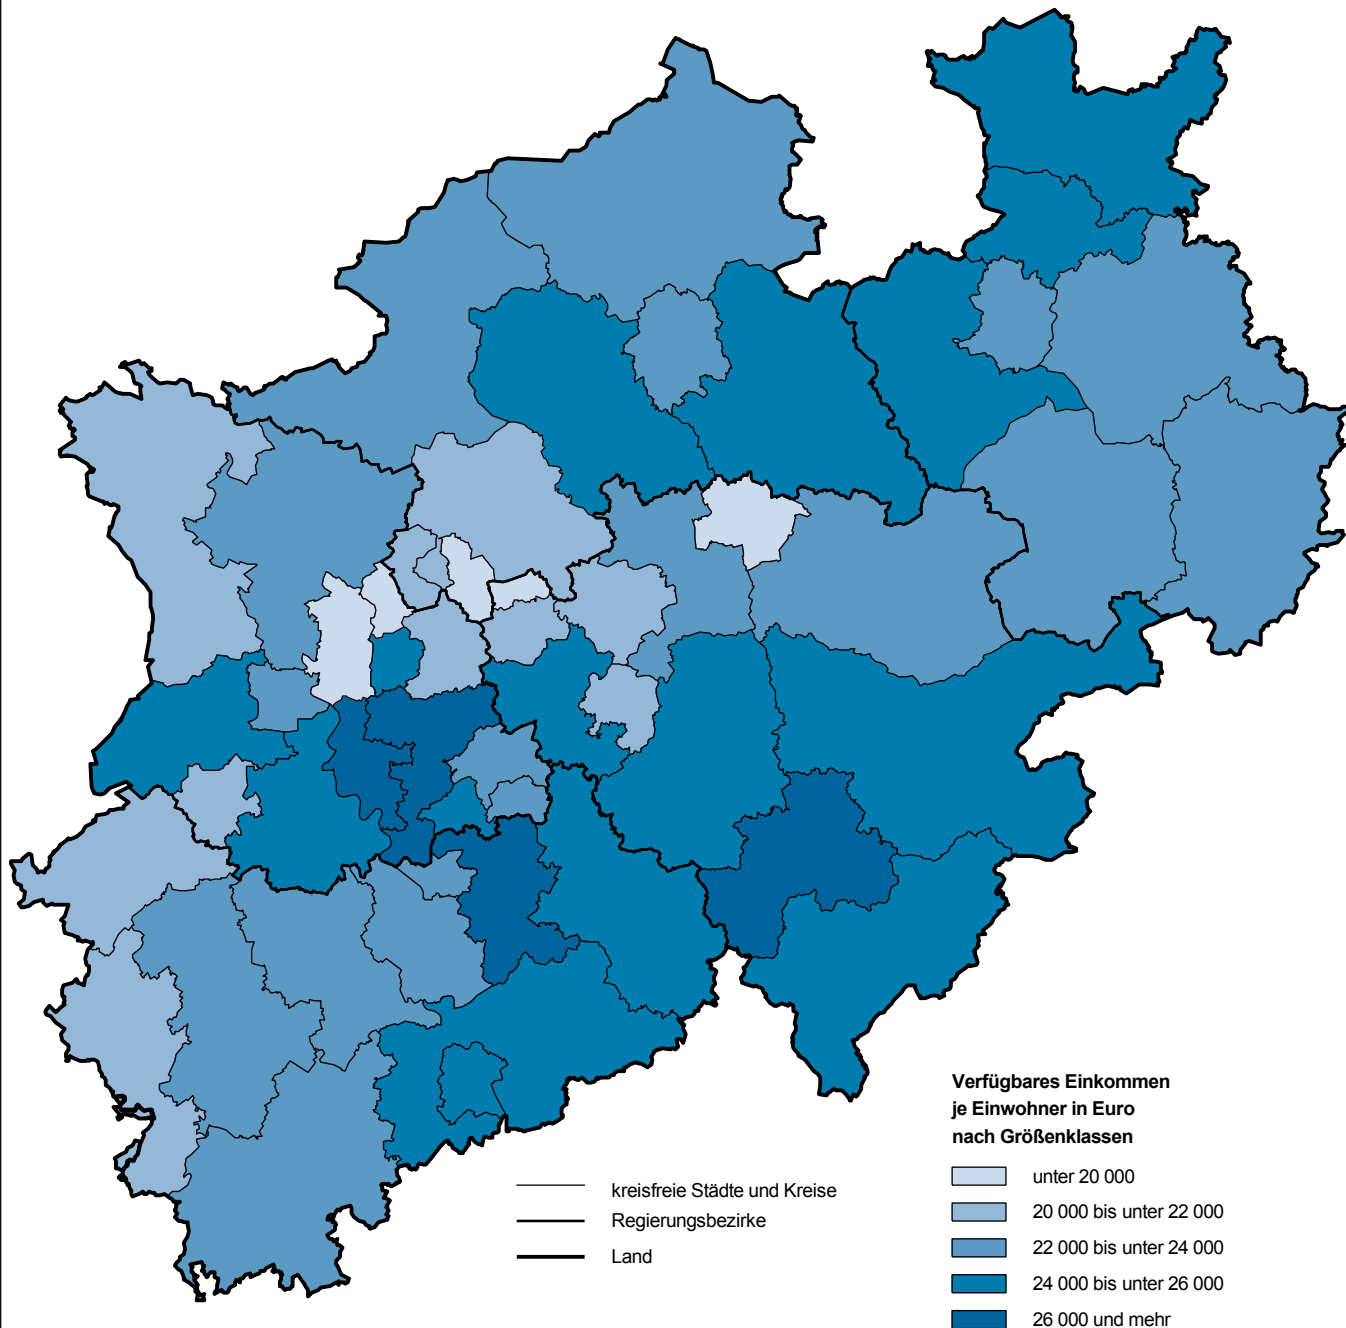 Verfügbares Einkommen
je Einwohner in Euro
nach Größenklassen
unter 20 000
20 000 bis unter 22 000
22 000 bis unter 24 000
24 000 bis unter 26 000
26 000 und mehr
kreisfreie Städte und Kreise
Regierungsbezirke
Land